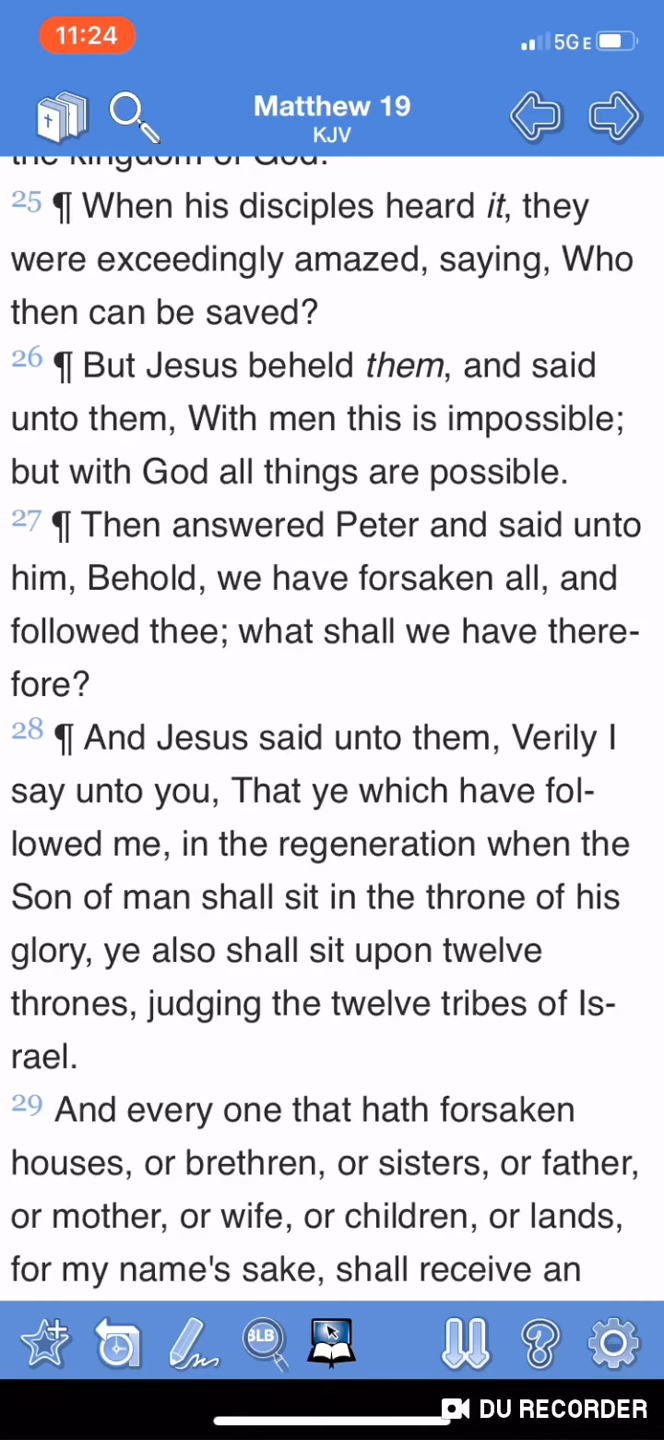 11:24
5G E
Matthew 19
KJV
the kingdom of God.
25 ¶ When his disciples heard it, they
were exceedingly amazed, saying, Who
then can be saved?
26 ¶ But Jesus beheld them, and said
unto them, With men this is impossible;
but with God all things are possible.
27 ¶ Then answered Peter and said unto
him, Behold, we have forsaken all, and
followed thee; what shall we have there-
fore?
28 ¶ And Jesus said unto them, Verily I
say unto you, That ye which have fol-
lowed me, in the regeneration when the
Son of man shall sit in the throne of his
glory, ye also shall sit upon twelve
thrones, judging the twelve tribes of Is-
rael.
29 And every one that hath forsaken
houses, or brethren, or sisters, or father,
or mother, or wife, or children, or lands,
for my name's sake, shall receive an
BLB
DU RECORDER